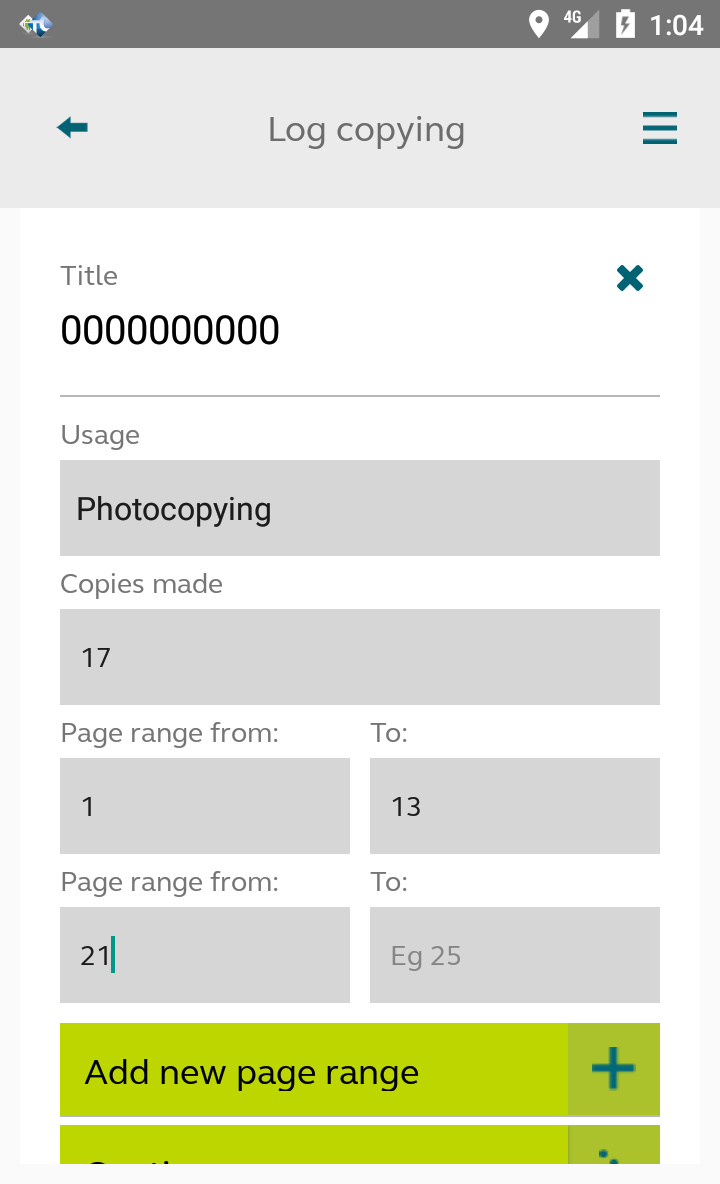 4G 1:04
Log copying
Title
0000000000
Usage
Photocopying
Copies made
17
Page range from: To:
1 13
Page range from: To:
21 Eg 25
Add new page range